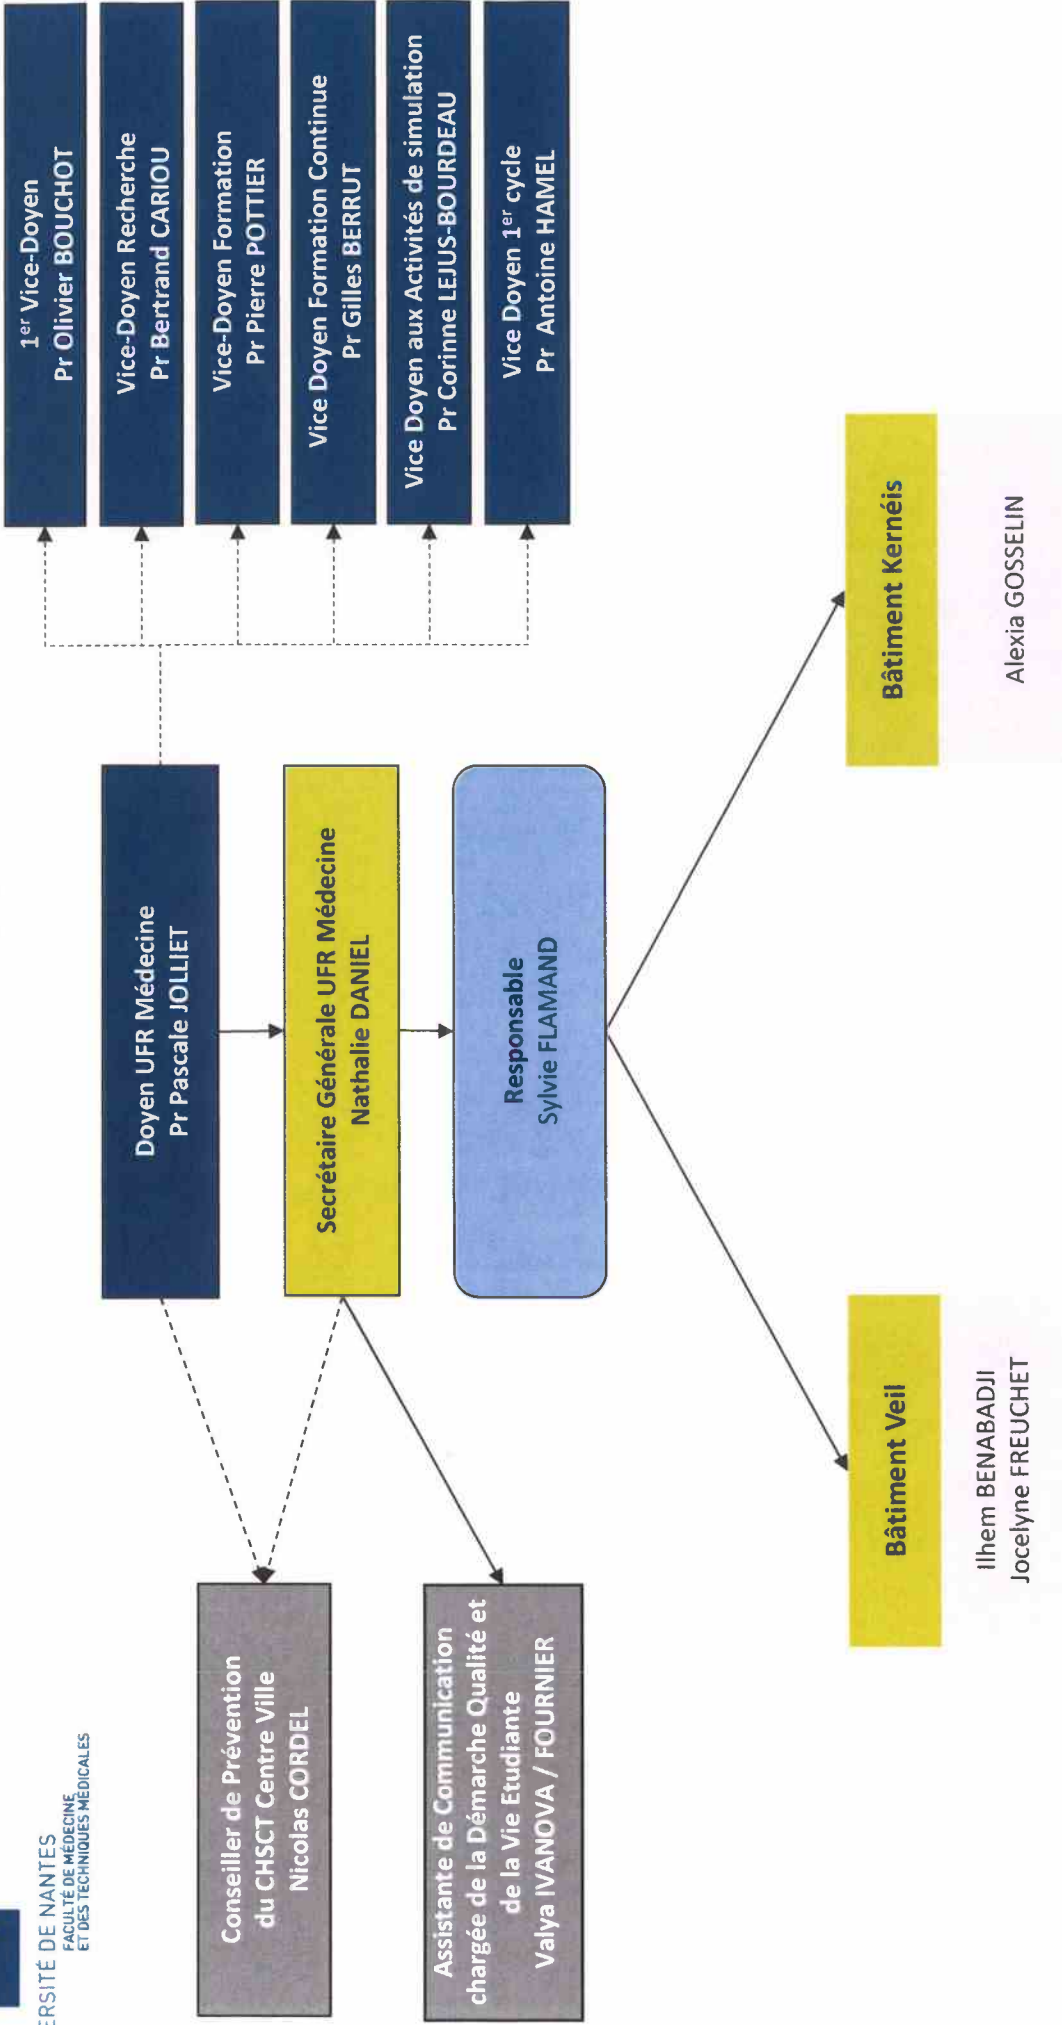 ERSITÉ DE NANTES
FACULTÉ DE MÉDECINE
ET DES TECHNIQUES MÉDICALES
Doyen UFR Médecine
Pr Pascale JOLLIET
Secrétaire Générale UFR Médecine
Nathalie DANIEL
Responsable
Sylvie FLAMAND
1er Vice-Doyen
Pr Olivier BOUCHOT
Vice-Doyen Recherche
Pr Bertrand CARIOU
Vice-Doyen Formation
Pr Pierre POTTIER
Vice Doyen Formation Continue
Pr Gilles BERRUT
Vice Doyen aux Activités de simulation
Pr Corinne LEJUS-BOURDEAU
Vice Doyen 1er cycle
Pr Antoine HAMEL
Conseiller de Prévention
du CHSCT Centre Ville
Nicolas CORDEL
Assistante de Communication
chargée de la Démarche Qualité et
de la Vie Etudiante
Valya IVANOVA / FOURNIER
Bâtiment Veil
Ilhem BENABADJI
Jocelyne FREUCHET
Bâtiment Kernéis
Alexia GOSSELIN